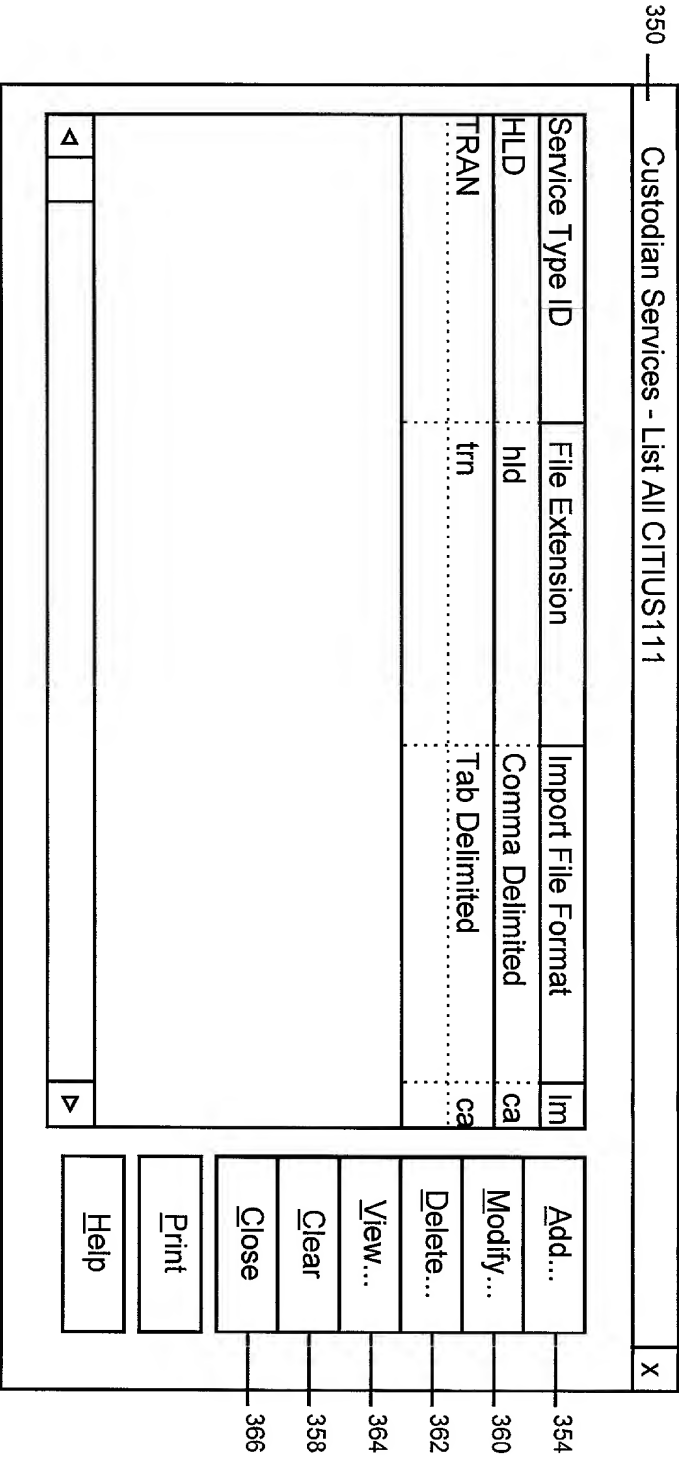 350
Custodian Services - List All CITIUS111
X
Service Type ID File Extension Import File Format Im
HLD hld Comma Delimited ca
TRAN trn Tab Delimited ca
Add... 354
Modify... 360
Delete... 362
View... 364
Clear 358
Close 366
Print
Help